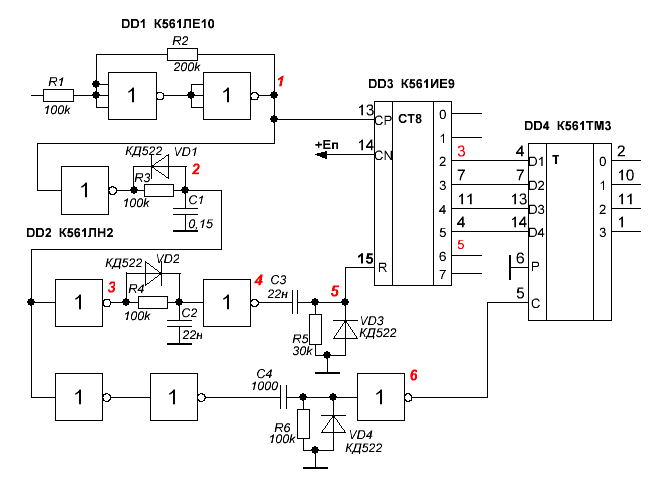 DD1 К561ЛЕ10
R2
200k
R1
100k
1
1
1
DD3 К561ИЕ9
13
CP
CT8
0
1
+Еп
14
CN
3
2
3
7
4
11
5
4
5
6
7
15
R
DD4 К561ТМ3
4
D1
T
0
2
7
D2
1
10
13
D3
2
11
14
D4
3
1
6
P
5
C
КД522
VD1
2
1
R3
100k
C1
0,15
DD2 К561ЛН2
КД522
VD2
1
3
R4
100k
C2
22н
1
4
C3
22н
5
R5
30k
VD3
КД522
1
1
C4
1000
R6
100k
VD4
КД522
1
6